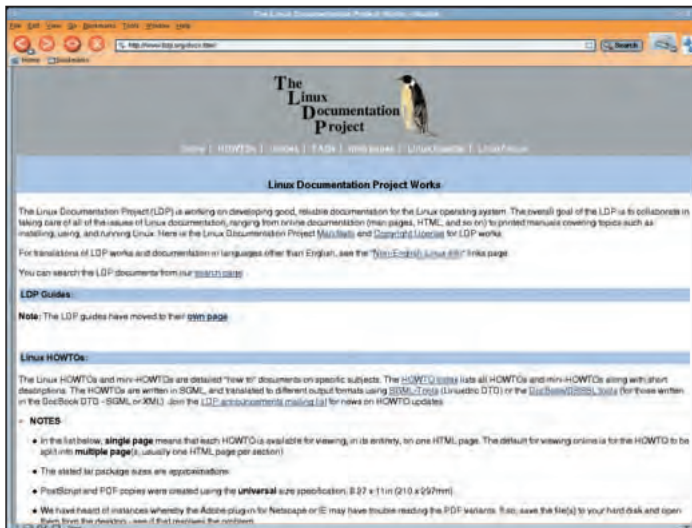 The Linux Documentation Project Works - Mozilla
File Edit View Go Bookmarks Tools Window Help
http://www.tldp.org/docs.html
Search
Home Bookmarks
The
Linux
Documentation
Project
Home | HOWTOs | Guides | FAQs | man pages | Linux Gazette | LinuxFocus
Linux Documentation Project Works
The Linux Documentation Project (LDP) is working on developing good, reliable documentation for the Linux operating system. The overall goal of the LDP is to collaborate in
taking care of all of the issues of Linux documentation, ranging from online documentation (man pages, HTML, and so on) to printed manuals covering topics such as
installing, using, and running Linux. Here is the Linux Documentation Project Manifesto and Copyright License for LDP works.
For translations of LDP works and documentation in languages other than English, see the "Non-English Linux info" links page.
You can search the LDP documents from our search page.
LDP Guides:
Note: The LDP guides have moved to their own page.
Linux HOWTOs:
The Linux HOWTOs and mini-HOWTOs are detailed "how to" documents on specific subjects. The HOWTO index lists all HOWTOs and mini-HOWTOs along with short
descriptions. The HOWTOs are written in SGML, and translated to different output formats using SGML-Tools (Linuxdoc DTD) or the DocBook/DSSSL tools (for those written
in the DocBook DTD - SGML or XML). Join the LDP announcements mailing list for news on HOWTO updates.
NOTES
• In the list below, single page means that each HOWTO is available for viewing, in its entirety, on one HTML page. The default for viewing online is for the HOWTO to be
split into multiple page(s, usually one HTML page per section).
• The stated tar package sizes are approximations.
• PostScript and PDF copies were created using the universal size specification, 8.27 x 11in (210 x 297mm).
• We have heard of instances whereby the Adobe plug-in for Netscape or IE may have trouble reading the PDF variants. If so, save the file(s) to your hard disk and open
them from the desktop - see if that resolves the problem.